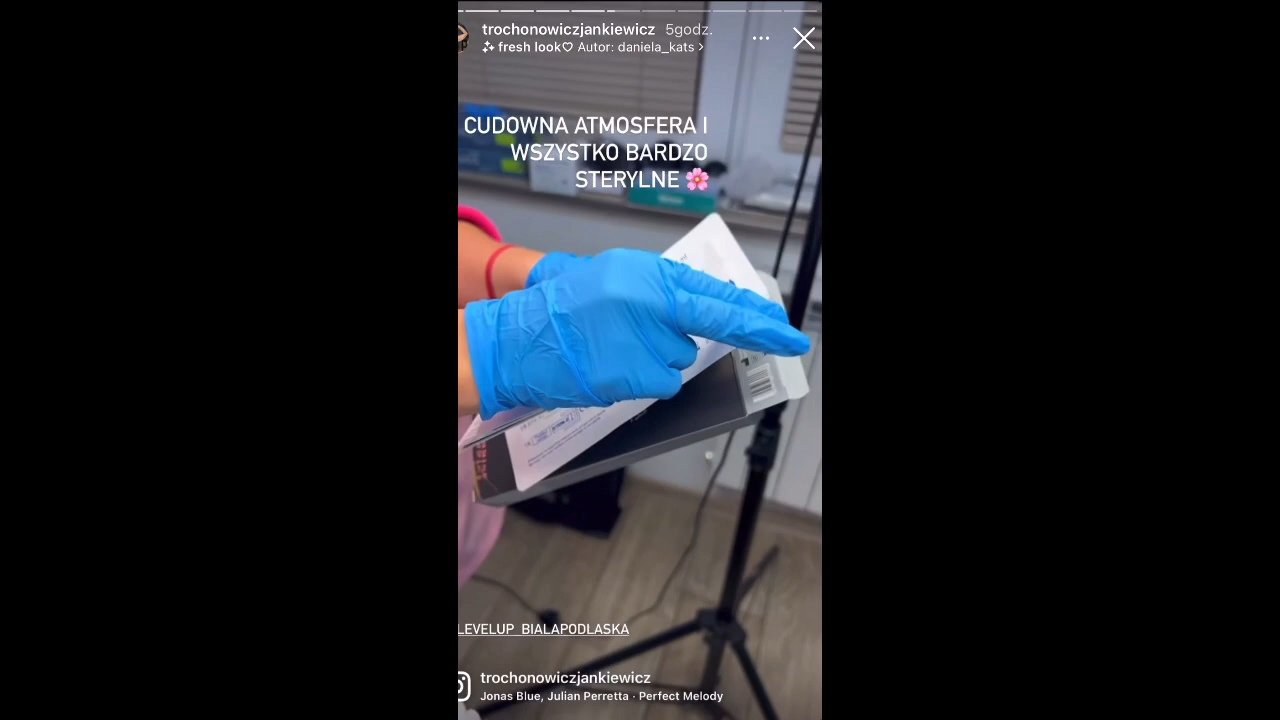 trochonowiczjankiewicz 5godz.
fresh look♡ Autor: daniela_kats >
CUDOWNA ATMOSFERA I
WSZYSTKO BARDZO
STERYLNE 🌸
LEVELUP_BIALAPODLASKA
trochonowiczjankiewicz
Jonas Blue, Julian Perretta · Perfect Melody